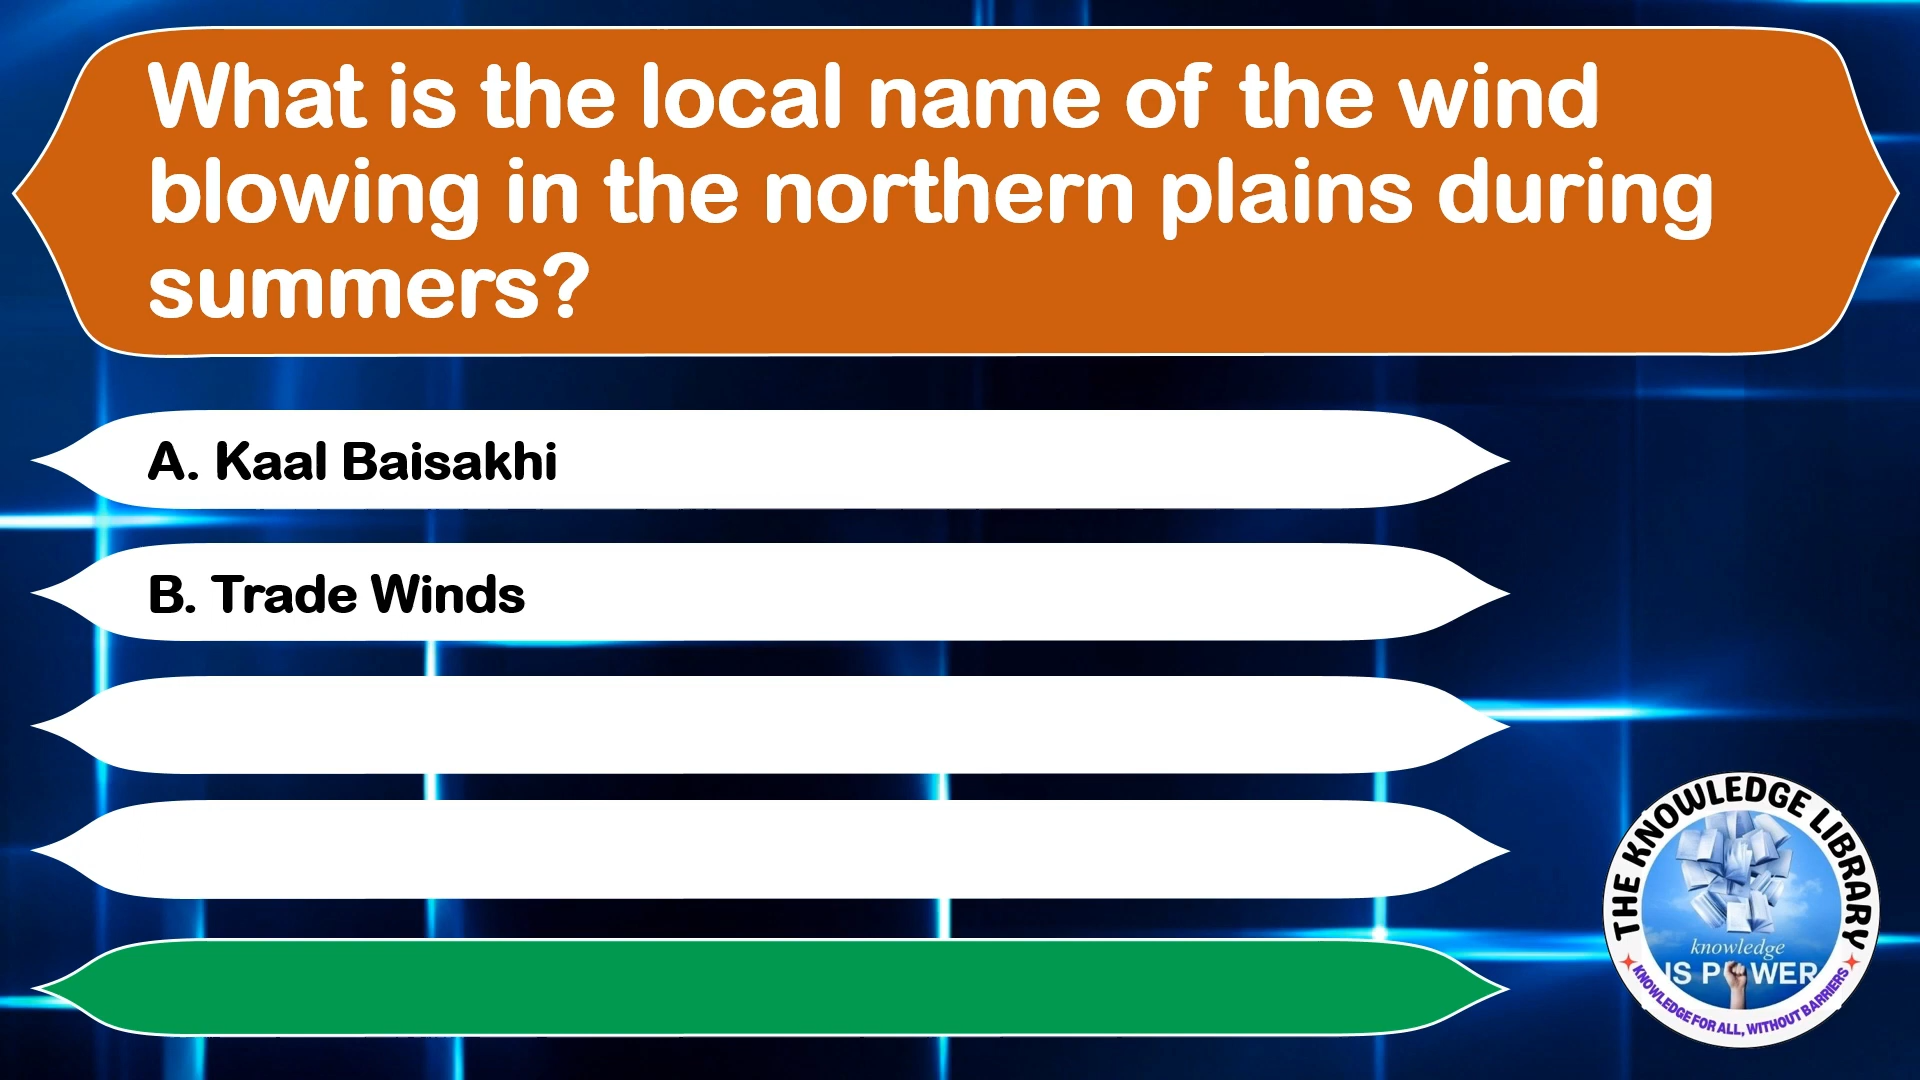 What is the local name of the wind
blowing in the northern plains during
summers?
A. Kaal Baisakhi
B. Trade Winds
THE KNOWLEDGE LIBRARY
knowledge
IS POWER
KNOWLEDGE FOR ALL, WITHOUT BARRIERS